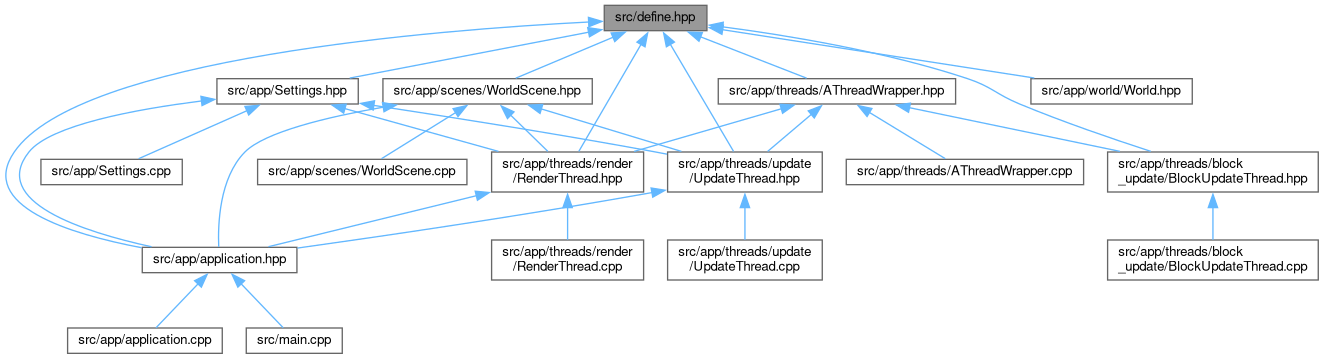 src/define.hpp
src/app/Settings.hpp
src/app/scenes/WorldScene.hpp
src/app/threads/AThreadWrapper.hpp
src/app/world/World.hpp
src/app/Settings.cpp
src/app/scenes/WorldScene.cpp
src/app/threads/render
/RenderThread.hpp
src/app/threads/update
/UpdateThread.hpp
src/app/threads/AThreadWrapper.cpp
src/app/threads/block
_update/BlockUpdateThread.hpp
src/app/application.hpp
src/app/threads/render
/RenderThread.cpp
src/app/threads/update
/UpdateThread.cpp
src/app/threads/block
_update/BlockUpdateThread.cpp
src/app/application.cpp
src/main.cpp